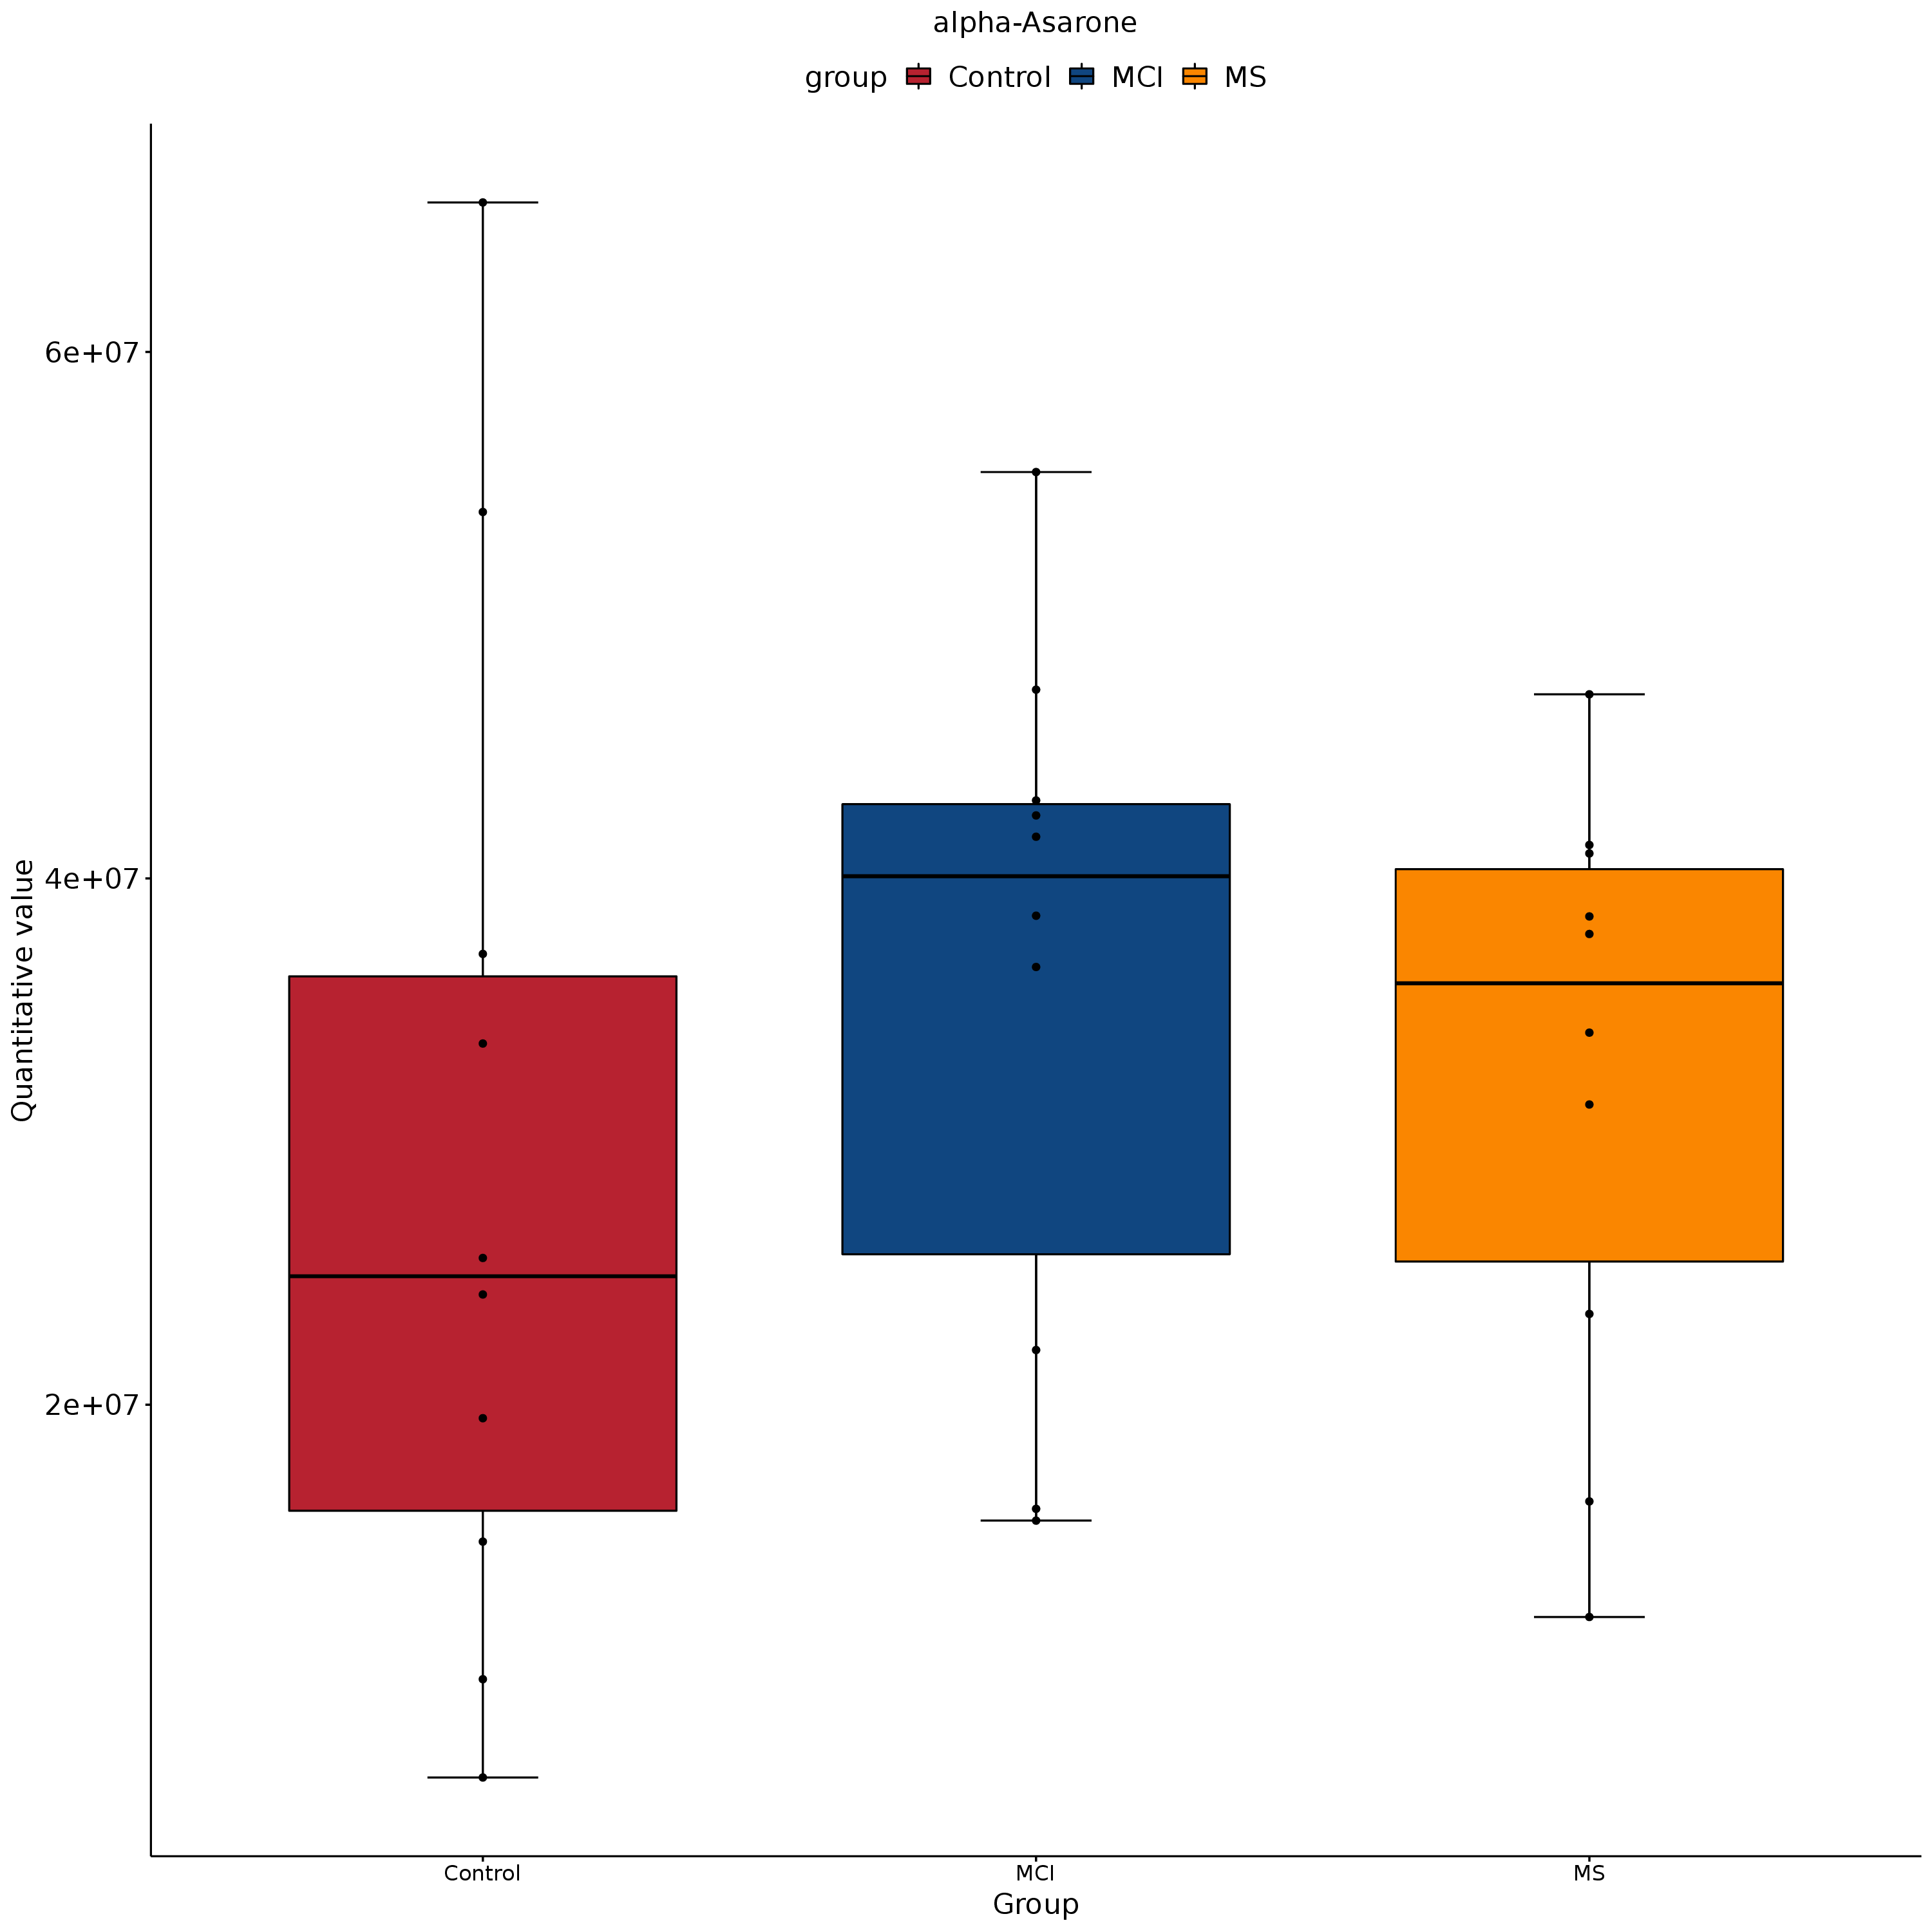 alpha-Asarone
group Control MCI MS
Quantitative value
6e+07
4e+07
2e+07
Control MCI MS
Group